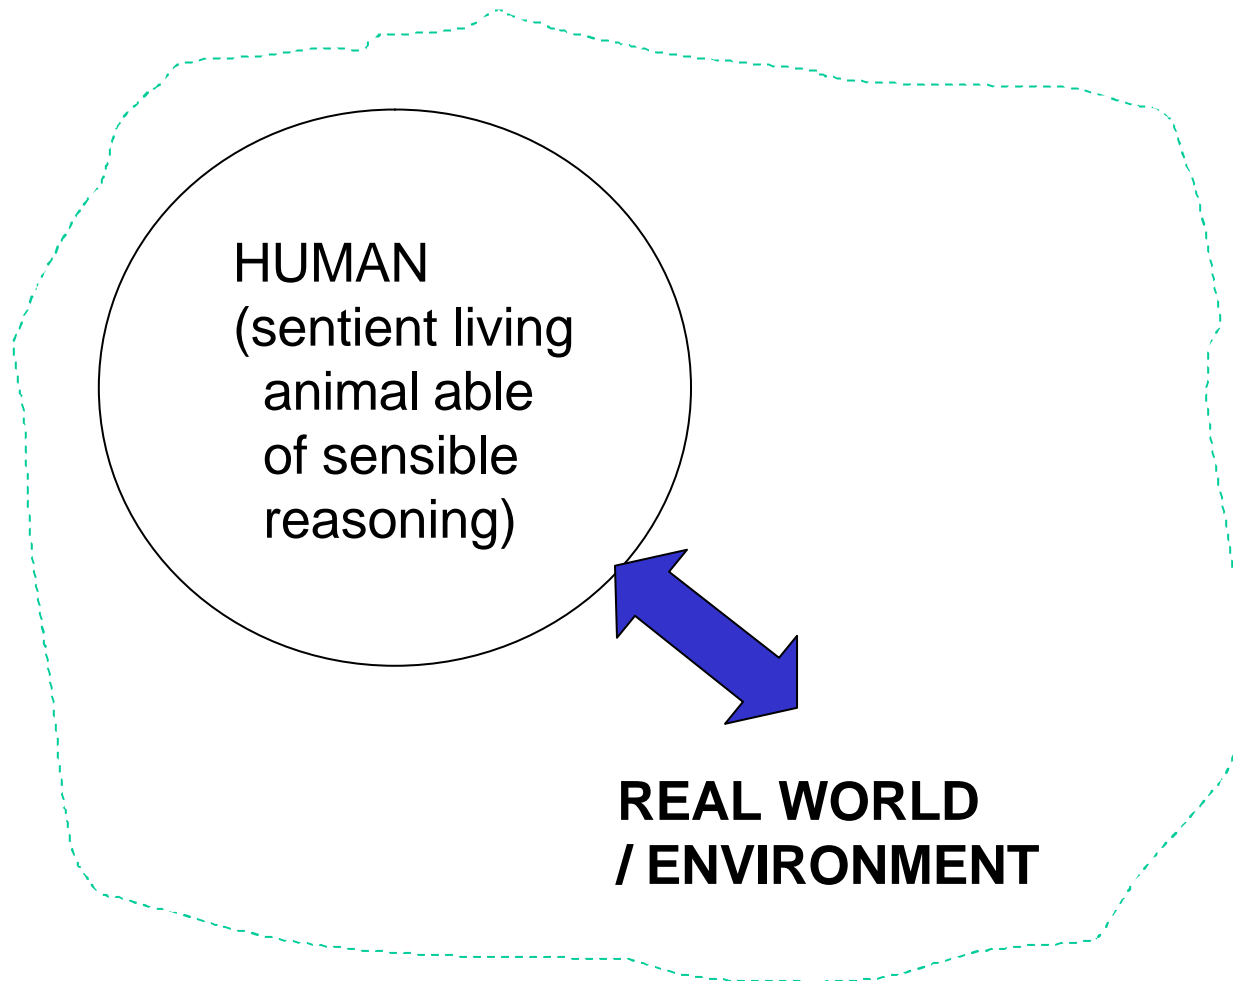 HUMAN
(sentient living
animal able
of sensible
reasoning)
REAL WORLD
/ ENVIRONMENT